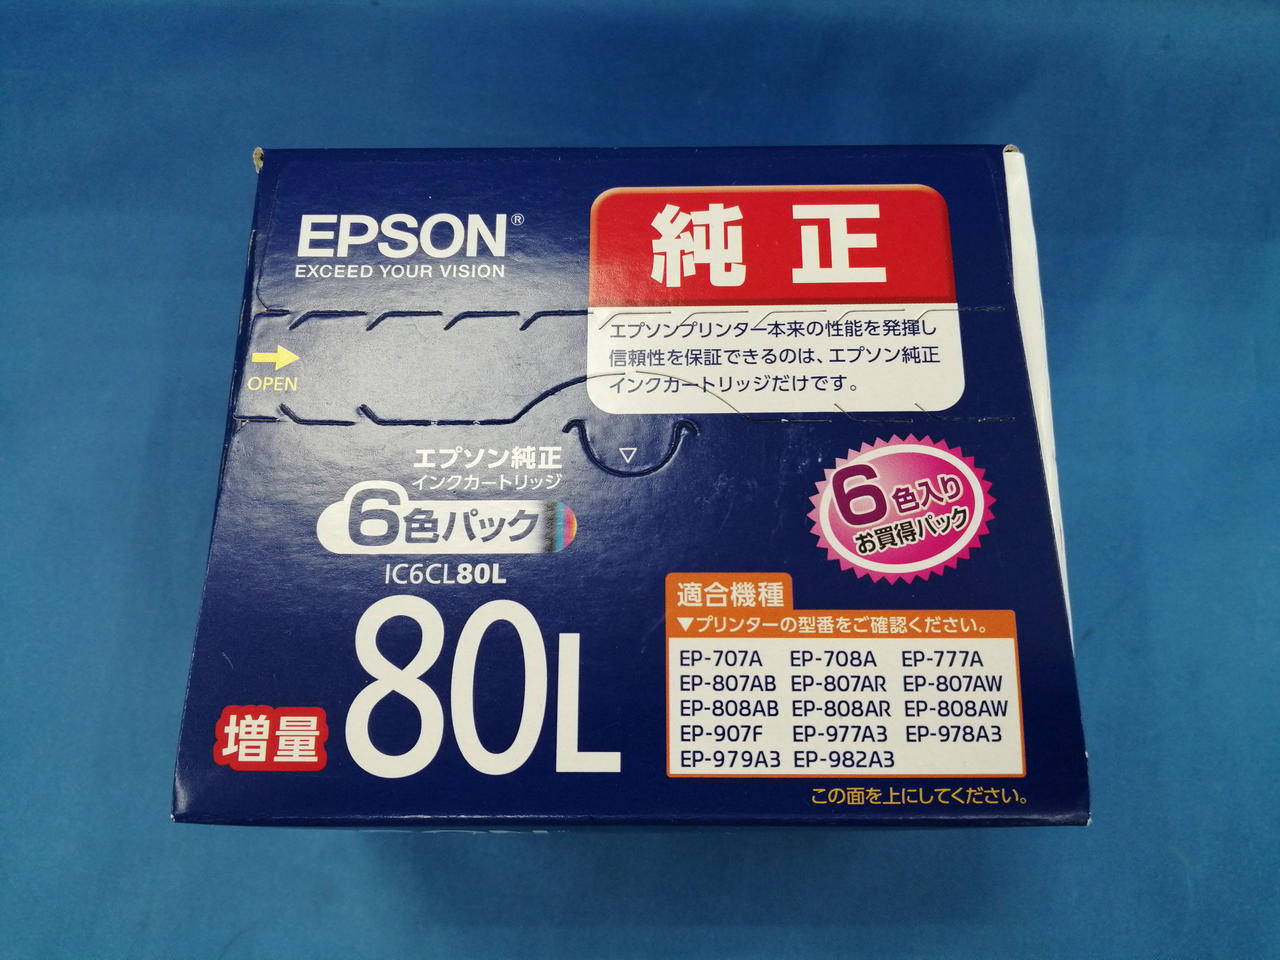 EPSON®
EXCEED YOUR VISION
純正
エプソンプリンター本来の性能を発揮し
信頼性を保証できるのは、エプソン純正
インクカートリッジだけです。
OPEN
エプソン純正
インクカートリッジ
6色パック
IC6CL80L
増量
80L
6色入り
お買得パック
適合機種
▼プリンターの型番をご確認ください。
EP-707A EP-708A EP-777A
EP-807AB EP-807AR EP-807AW
EP-808AB EP-808AR EP-808AW
EP-907F EP-977A3 EP-978A3
EP-979A3 EP-982A3
この面を上にしてください。